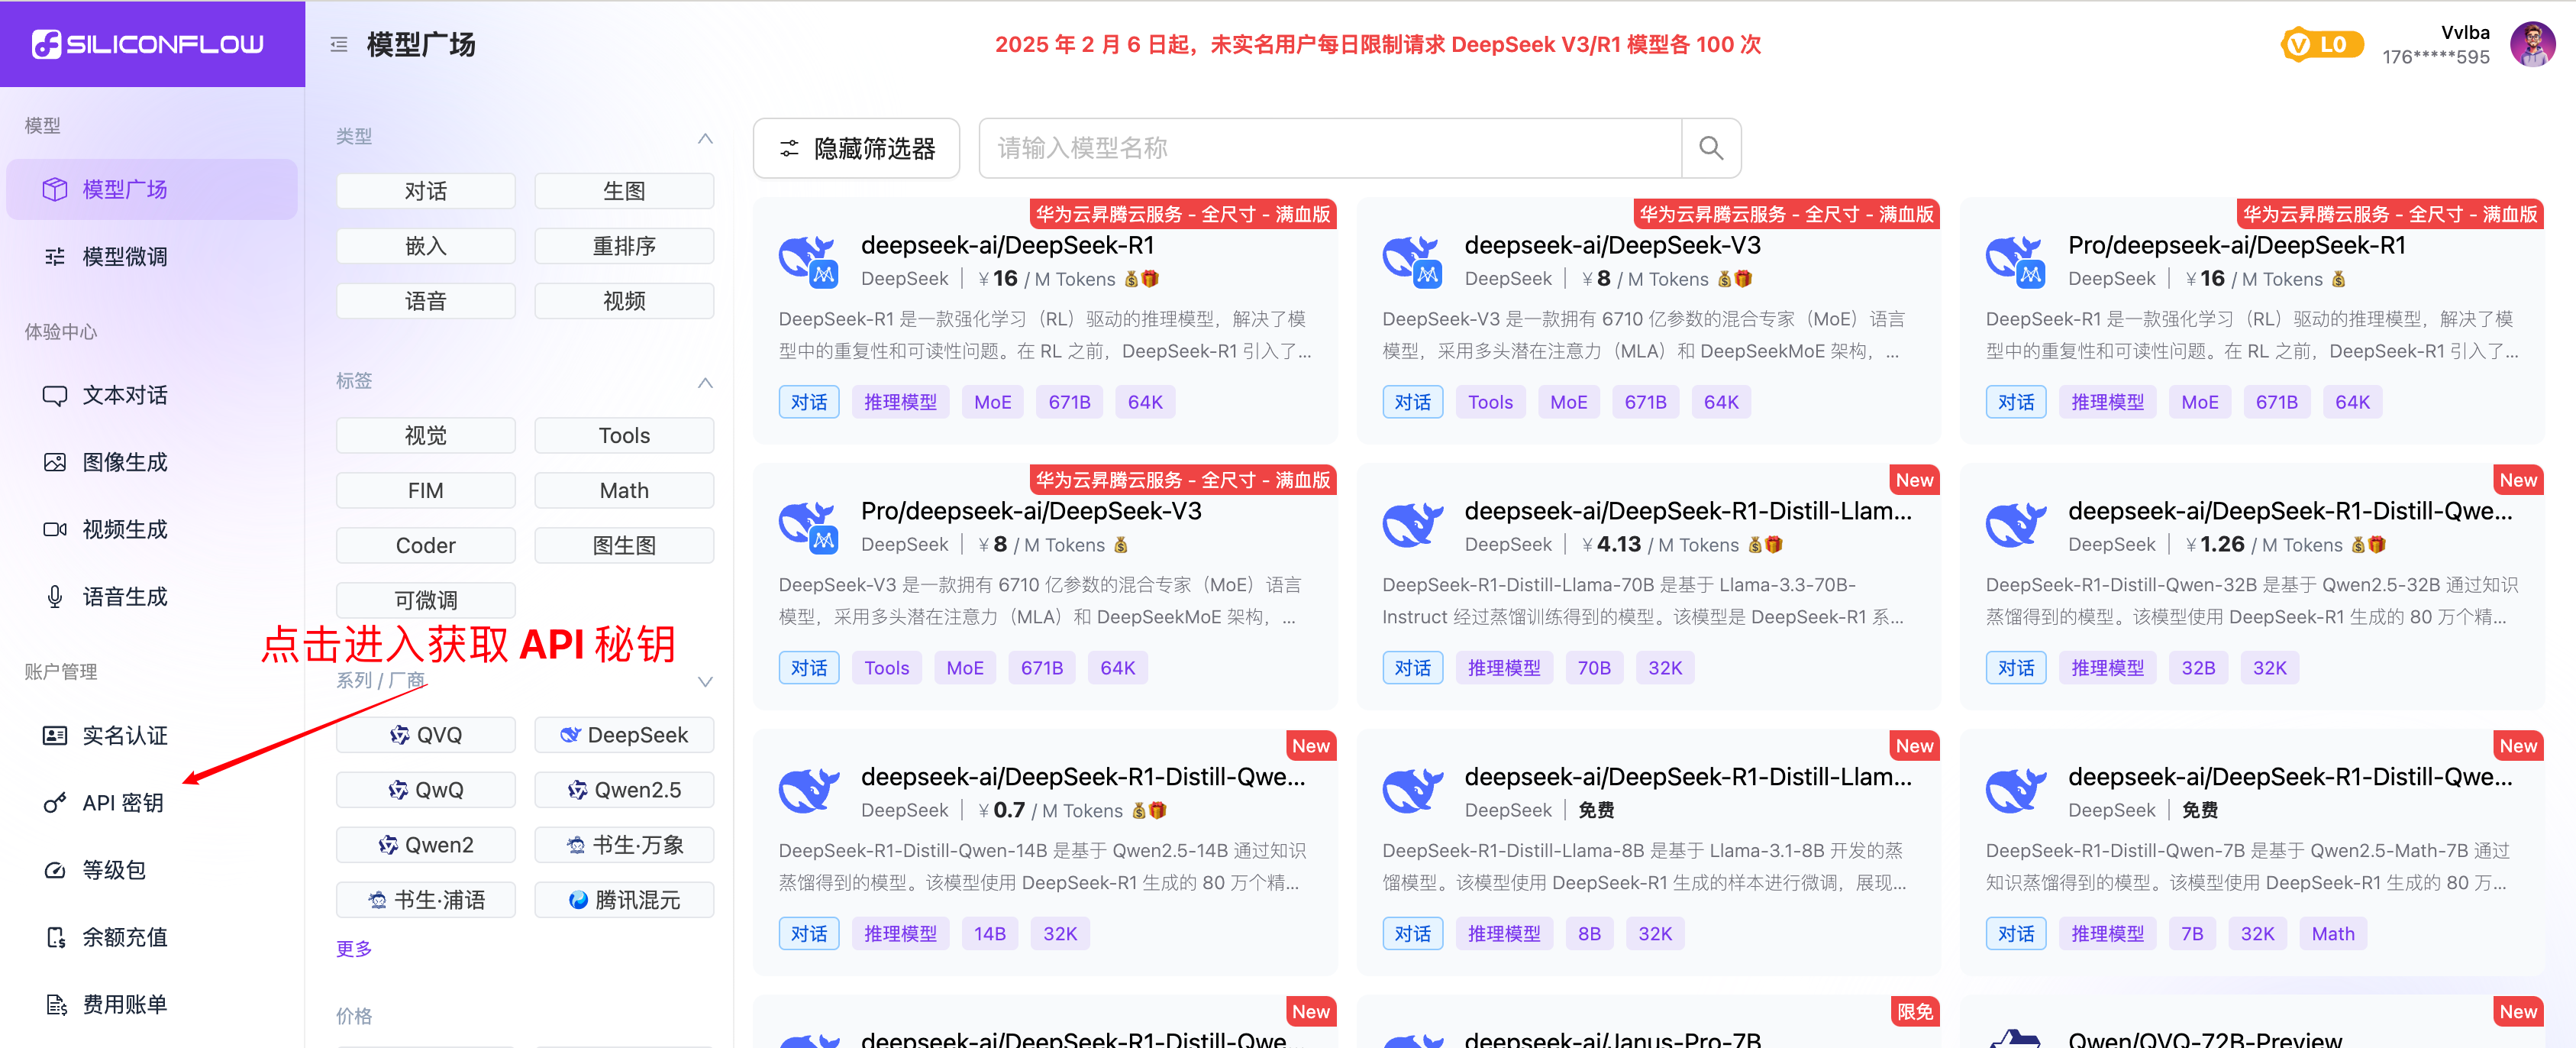 SILICONFLOW
模型广场
2025 年 2 月 6 日起，未实名用户每日限制请求 DeepSeek V3/R1 模型各 100 次
L0
Vvlba
176*****595
模型
模型广场
模型微调
体验中心
文本对话
图像生成
视频生成
语音生成
账户管理
实名认证
API 密钥
等级包
余额充值
费用账单
点击进入获取 API 秘钥
类型
对话
生图
嵌入
重排序
语音
视频
标签
视觉
Tools
FIM
Math
Coder
图生图
可微调
系列 / 厂商
QVQ
DeepSeek
QwQ
Qwen2.5
Qwen2
书生·万象
书生·浦语
腾讯混元
更多
价格
隐藏筛选器
请输入模型名称
华为云昇腾云服务 - 全尺寸 - 满血版
deepseek-ai/DeepSeek-R1
DeepSeek | ￥16 / M Tokens
DeepSeek-R1 是一款强化学习（RL）驱动的推理模型，解决了模
型中的重复性和可读性问题。在 RL 之前，DeepSeek-R1 引入了...
对话 推理模型 MoE 671B 64K
华为云昇腾云服务 - 全尺寸 - 满血版
deepseek-ai/DeepSeek-V3
DeepSeek | ￥8 / M Tokens
DeepSeek-V3 是一款拥有 6710 亿参数的混合专家（MoE）语言
模型，采用多头潜在注意力（MLA）和 DeepSeekMoE 架构，...
对话 Tools MoE 671B 64K
华为云昇腾云服务 - 全尺寸 - 满血版
Pro/deepseek-ai/DeepSeek-R1
DeepSeek | ￥16 / M Tokens
DeepSeek-R1 是一款强化学习（RL）驱动的推理模型，解决了模
型中的重复性和可读性问题。在 RL 之前，DeepSeek-R1 引入了...
对话 推理模型 MoE 671B 64K
华为云昇腾云服务 - 全尺寸 - 满血版
Pro/deepseek-ai/DeepSeek-V3
DeepSeek | ￥8 / M Tokens
DeepSeek-V3 是一款拥有 6710 亿参数的混合专家（MoE）语言
模型，采用多头潜在注意力（MLA）和 DeepSeekMoE 架构，...
对话 Tools MoE 671B 64K
New
deepseek-ai/DeepSeek-R1-Distill-Llam...
DeepSeek | ￥4.13 / M Tokens
DeepSeek-R1-Distill-Llama-70B 是基于 Llama-3.3-70B-
Instruct 经过蒸馏训练得到的模型。该模型是 DeepSeek-R1 系...
对话 推理模型 70B 32K
New
deepseek-ai/DeepSeek-R1-Distill-Qwe...
DeepSeek | ￥1.26 / M Tokens
DeepSeek-R1-Distill-Qwen-32B 是基于 Qwen2.5-32B 通过知识
蒸馏得到的模型。该模型使用 DeepSeek-R1 生成的 80 万个精...
对话 推理模型 32B 32K
New
deepseek-ai/DeepSeek-R1-Distill-Qwe...
DeepSeek | ￥0.7 / M Tokens
DeepSeek-R1-Distill-Qwen-14B 是基于 Qwen2.5-14B 通过知识
蒸馏得到的模型。该模型使用 DeepSeek-R1 生成的 80 万个精...
对话 推理模型 14B 32K
New
deepseek-ai/DeepSeek-R1-Distill-Llam...
DeepSeek | 免费
DeepSeek-R1-Distill-Llama-8B 是基于 Llama-3.1-8B 开发的蒸
馏模型。该模型使用 DeepSeek-R1 生成的样本进行微调，展现...
对话 推理模型 8B 32K
New
deepseek-ai/DeepSeek-R1-Distill-Qwe...
DeepSeek | 免费
DeepSeek-R1-Distill-Qwen-7B 是基于 Qwen2.5-Math-7B 通过
知识蒸馏得到的模型。该模型使用 DeepSeek-R1 生成的 80 万...
对话 推理模型 7B 32K Math
New
deepseek-ai/DeepSeek-R1-Distill-Qwe...
限免
deepseek-ai/Janus-Pro-7B
New
Qwen/QVQ-72B-Preview